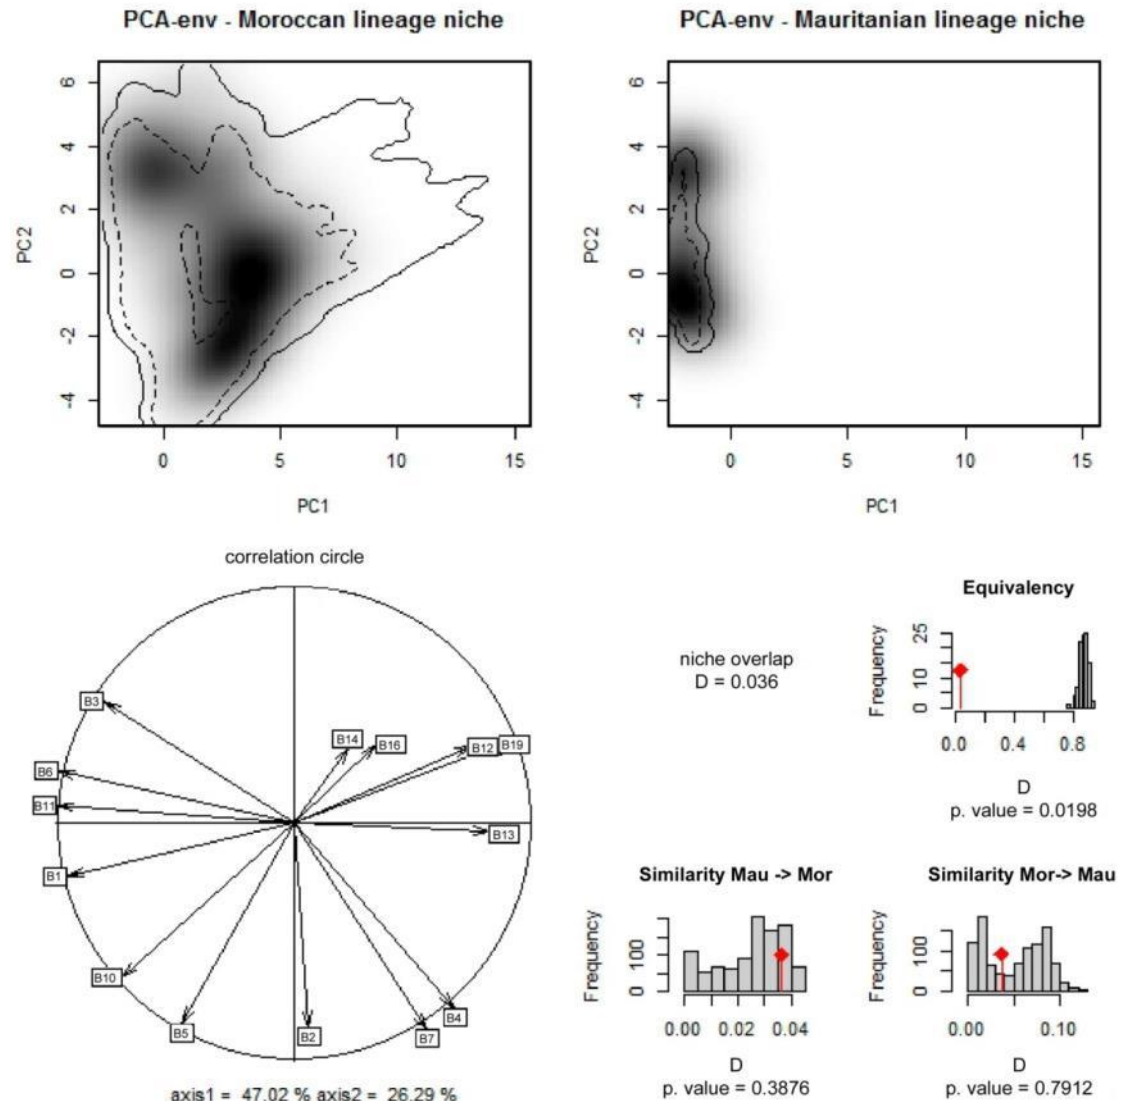 PCA-env - Moroccan lineage niche
PC2
6
4
2
0
-2
-4
0 5 10 15
PC1
PCA-env - Mauritanian lineage niche
PC2
6
4
2
0
-2
-4
0 5 10 15
PC1
correlation circle
B3
B14
B16
B12
B19
B6
B11
B13
B1
B10
B5
B2
B7
B4
axis1 = 47.02 % axis2 = 26.29 %
niche overlap
D = 0.036
Equivalency
Frequency
25
10
0
0.0 0.4 0.8
D
p. value = 0.0198
Similarity Mau -> Mor
Frequency
100
0
0.00 0.02 0.04
D
p. value = 0.3876
Similarity Mor-> Mau
Frequency
100
0
0.00 0.10
D
p. value = 0.7912